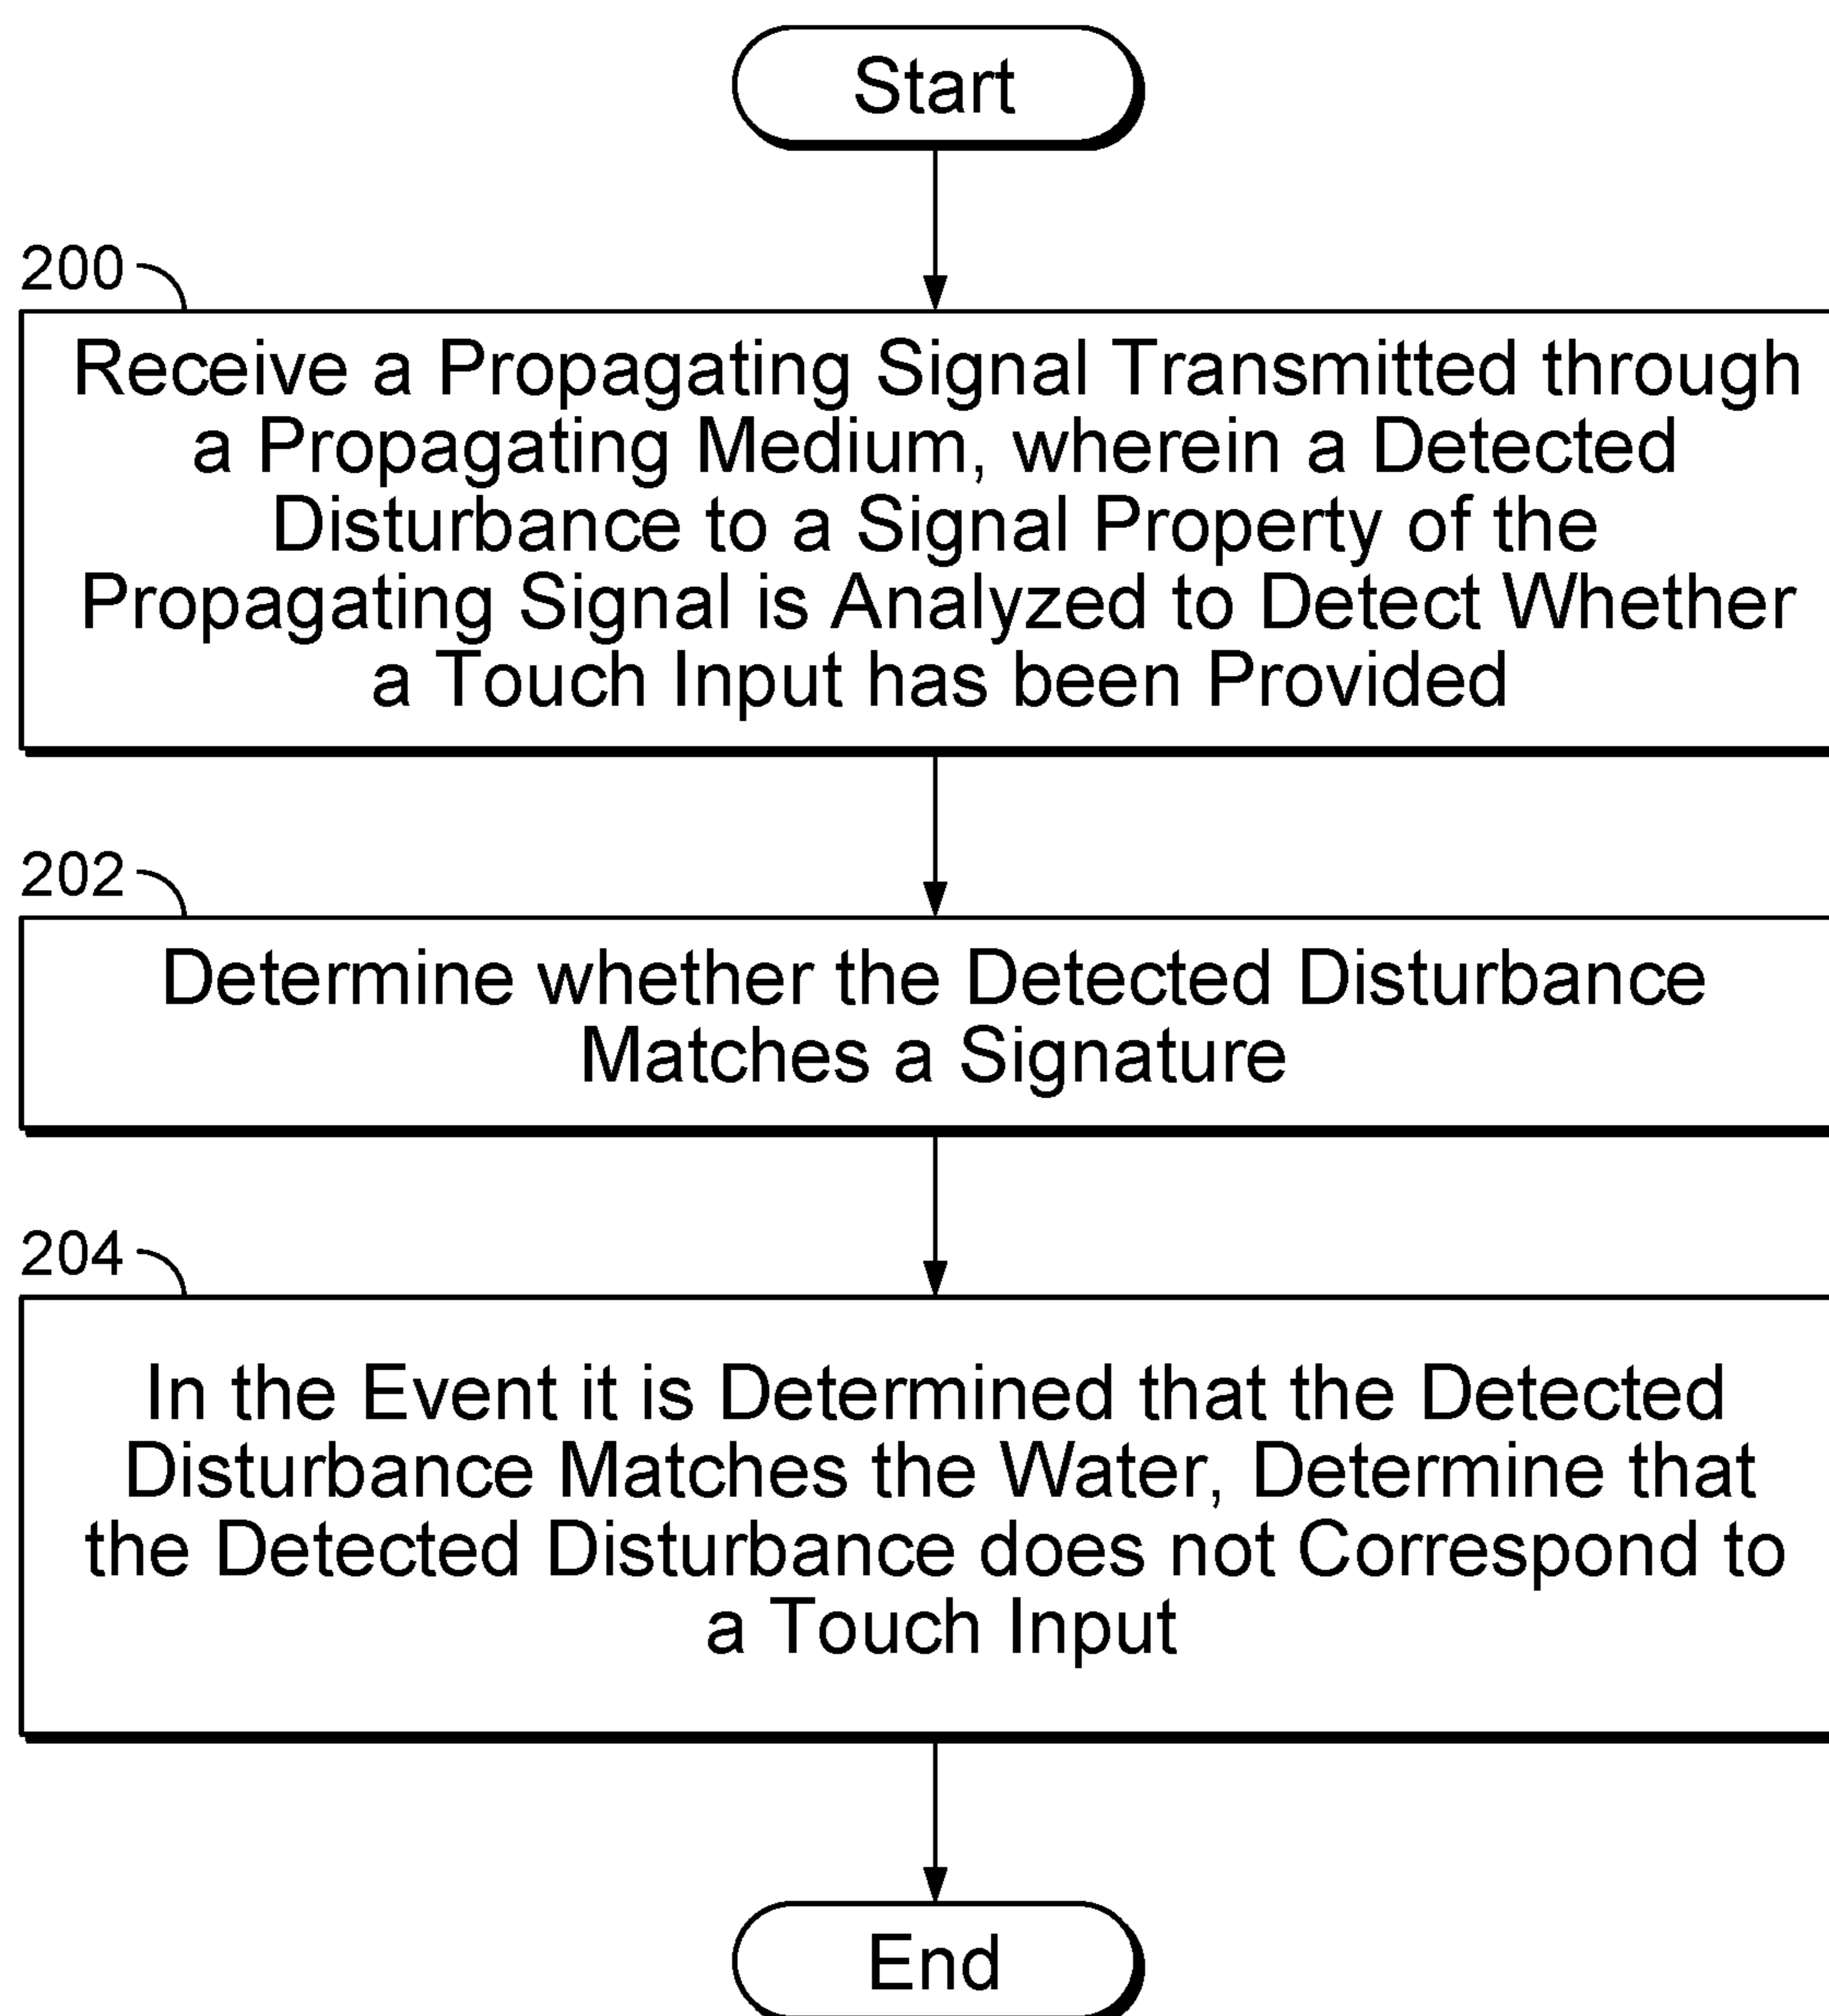 Start
200
Receive a Propagating Signal Transmitted through
a Propagating Medium, wherein a Detected
Disturbance to a Signal Property of the
Propagating Signal is Analyzed to Detect Whether
a Touch Input has been Provided
202
Determine whether the Detected Disturbance
Matches a Signature
204
In the Event it is Determined that the Detected
Disturbance Matches the Water, Determine that
the Detected Disturbance does not Correspond to
a Touch Input
End